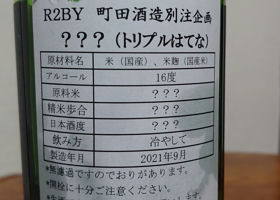 R2BY 町田酒造別注企画
???(トリプルはてな)
原材料名 米(国産)、米麹(国産米)
アルコール 16度
原料米 ???
精米歩合 ???
日本酒度 ???
飲み方 冷やして
製造年月 2021年9月
*無濾過ですのでおりがあります。
*開栓に十分ご注意ください。